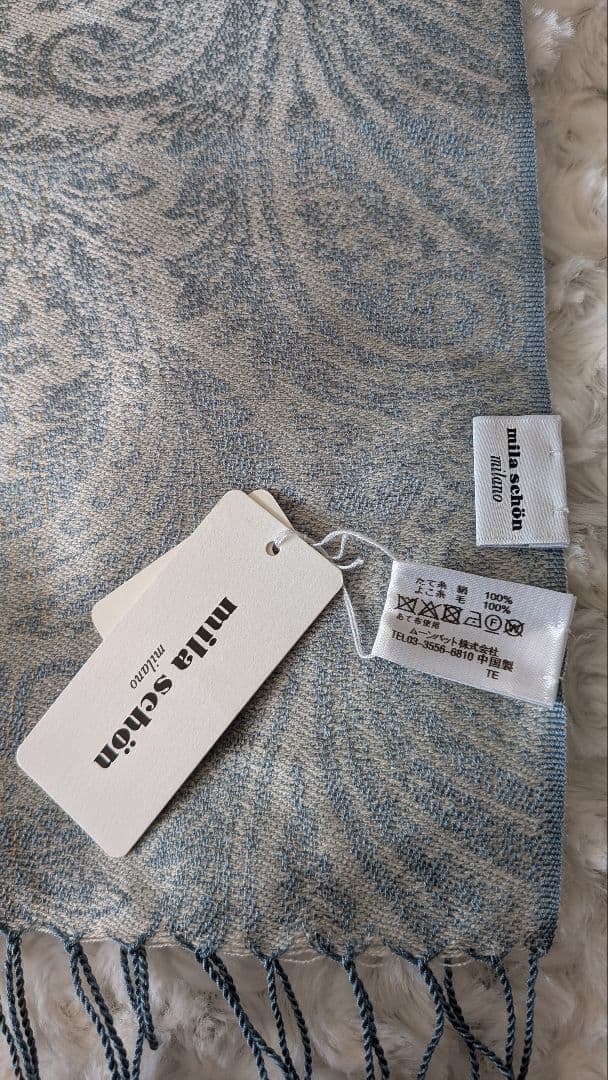 mila schön
milano
たて糸 絹 100%
よこ糸 毛 100%
F W
あて布使用
ムーンバット株式会社
TEL03-3556-6810 中国製
TE
mila schön
milano